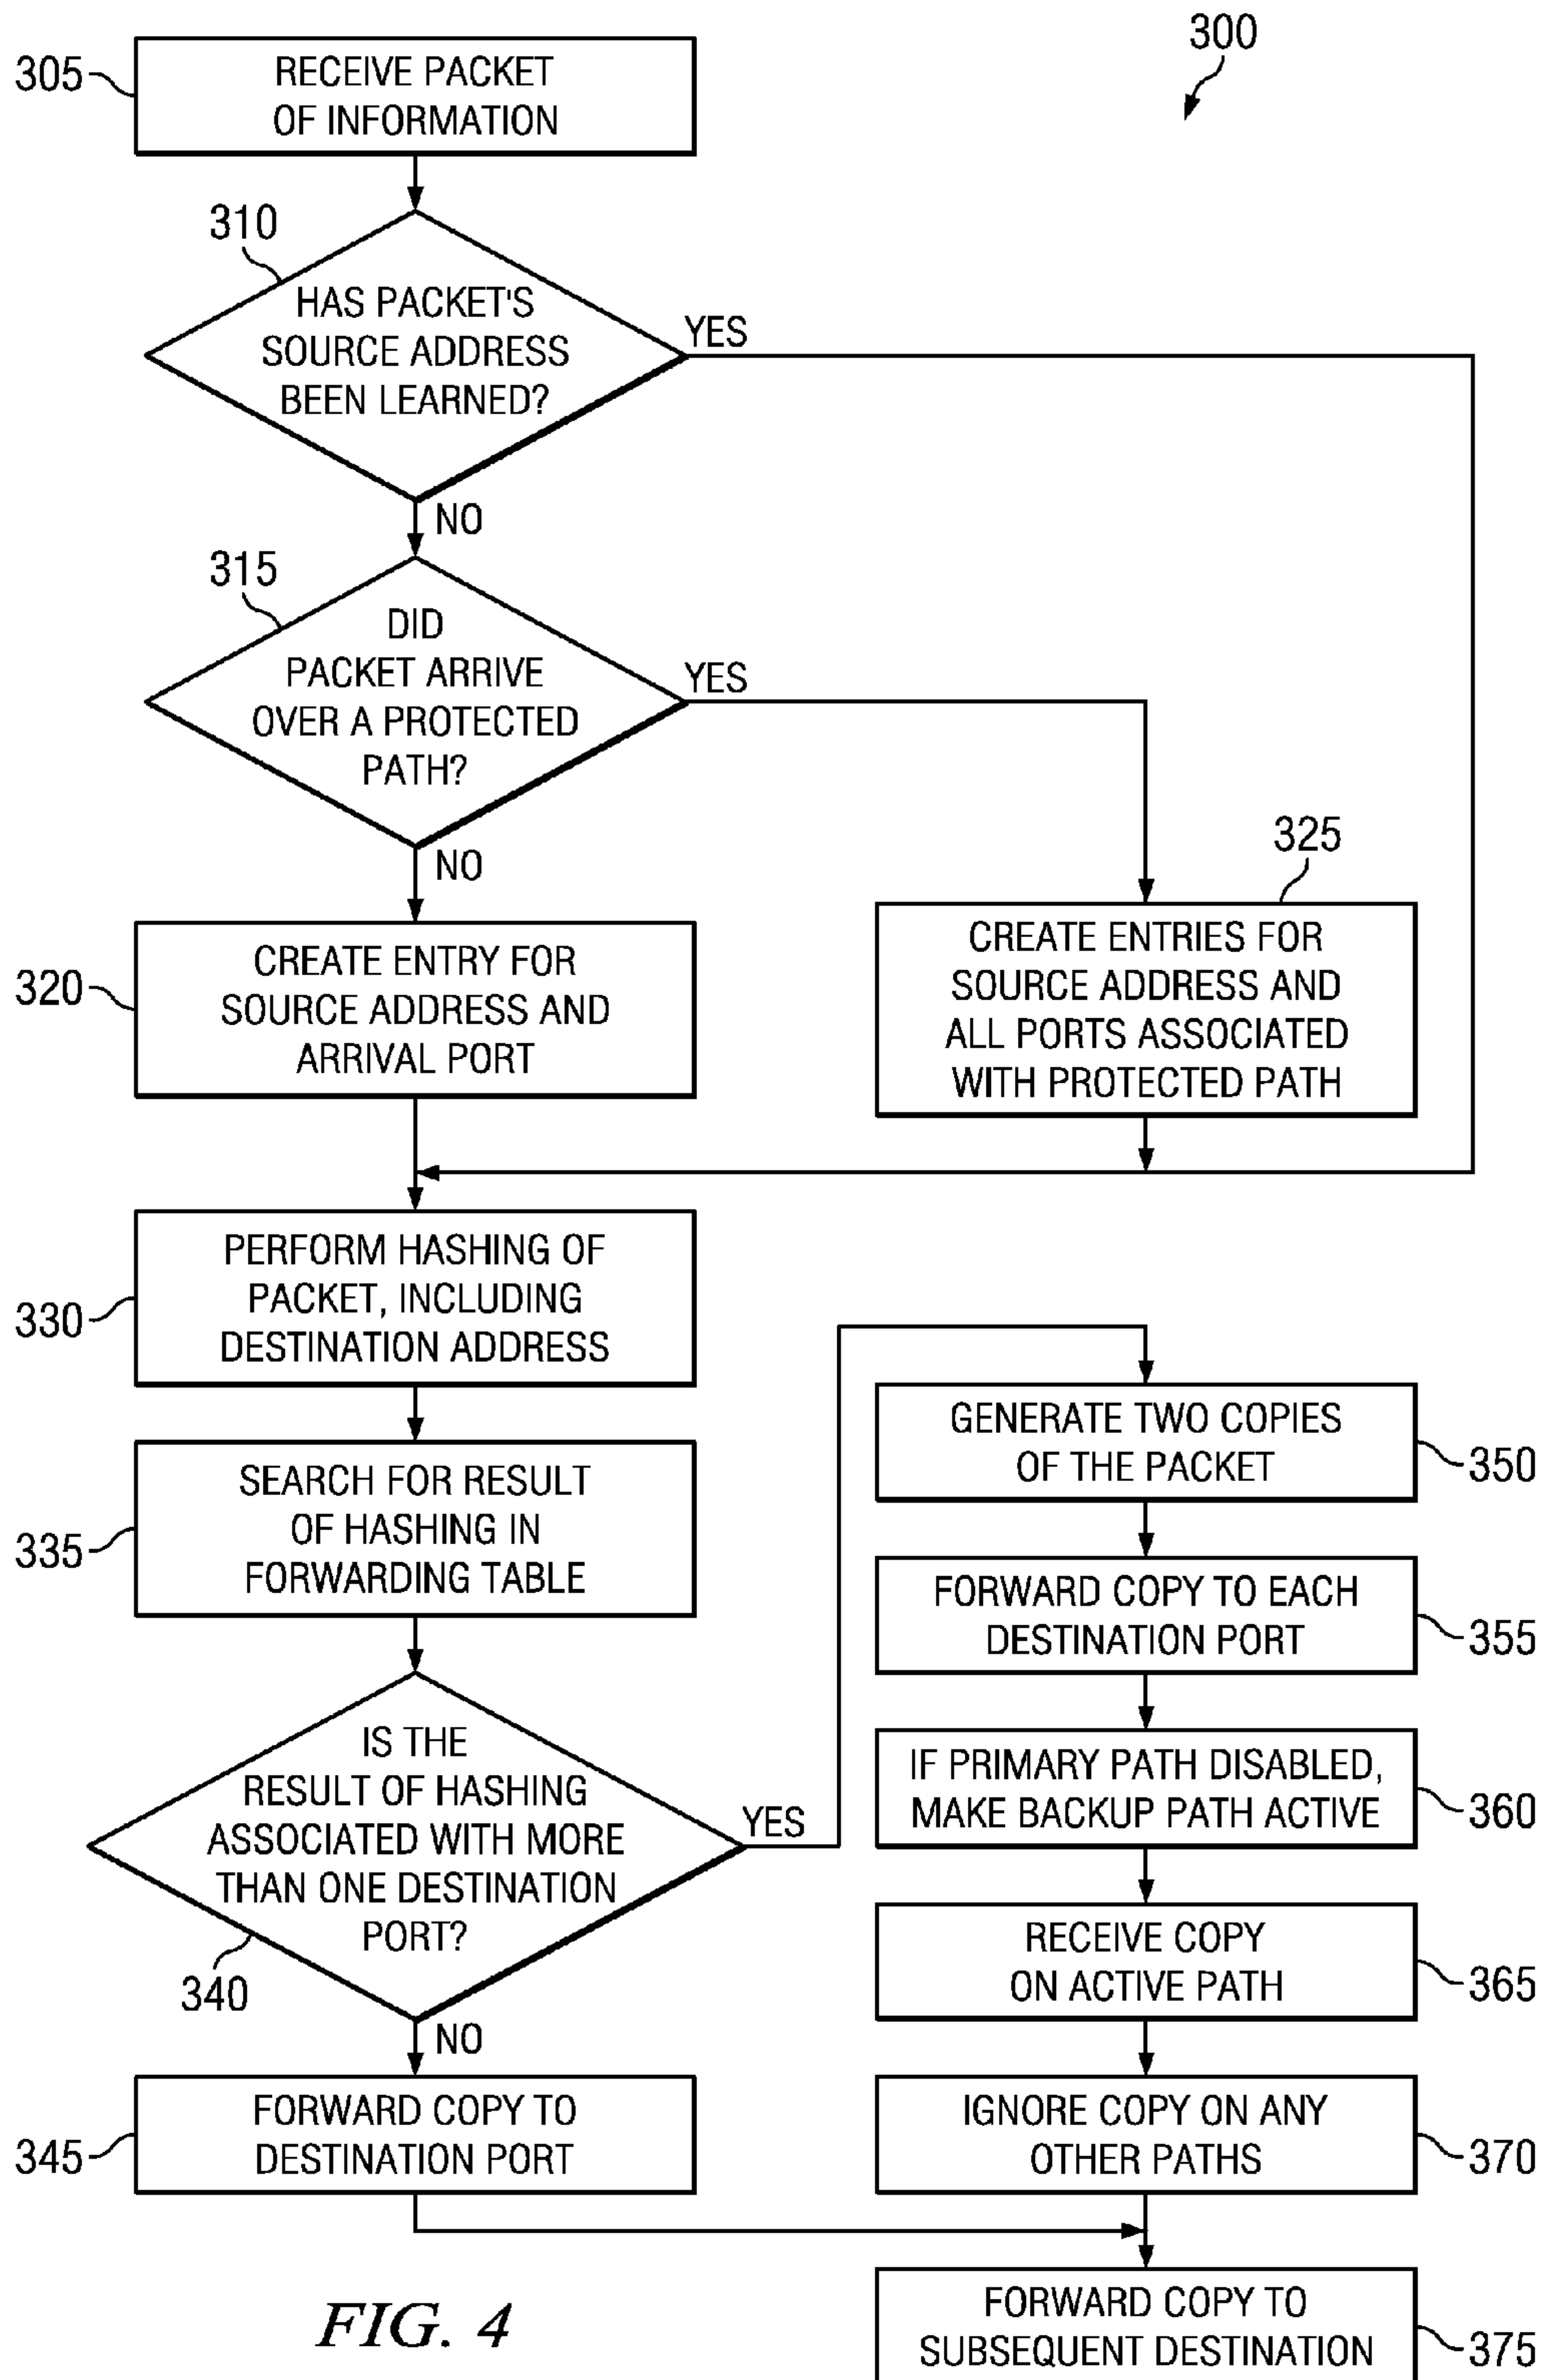 300
305
RECEIVE PACKET
OF INFORMATION
310
HAS PACKET'S
SOURCE ADDRESS
BEEN LEARNED?
YES
NO
315
DID
PACKET ARRIVE
OVER A PROTECTED
PATH?
YES
NO
320
CREATE ENTRY FOR
SOURCE ADDRESS AND
ARRIVAL PORT
325
CREATE ENTRIES FOR
SOURCE ADDRESS AND
ALL PORTS ASSOCIATED
WITH PROTECTED PATH
330
PERFORM HASHING OF
PACKET, INCLUDING
DESTINATION ADDRESS
335
SEARCH FOR RESULT
OF HASHING IN
FORWARDING TABLE
IS THE
RESULT OF HASHING
ASSOCIATED WITH MORE
THAN ONE DESTINATION
PORT?
340
YES
NO
345
FORWARD COPY TO
DESTINATION PORT
GENERATE TWO COPIES
OF THE PACKET
350
FORWARD COPY TO EACH
DESTINATION PORT
355
IF PRIMARY PATH DISABLED,
MAKE BACKUP PATH ACTIVE
360
RECEIVE COPY
ON ACTIVE PATH
365
IGNORE COPY ON ANY
OTHER PATHS
370
FORWARD COPY TO
SUBSEQUENT DESTINATION
375
FIG. 4